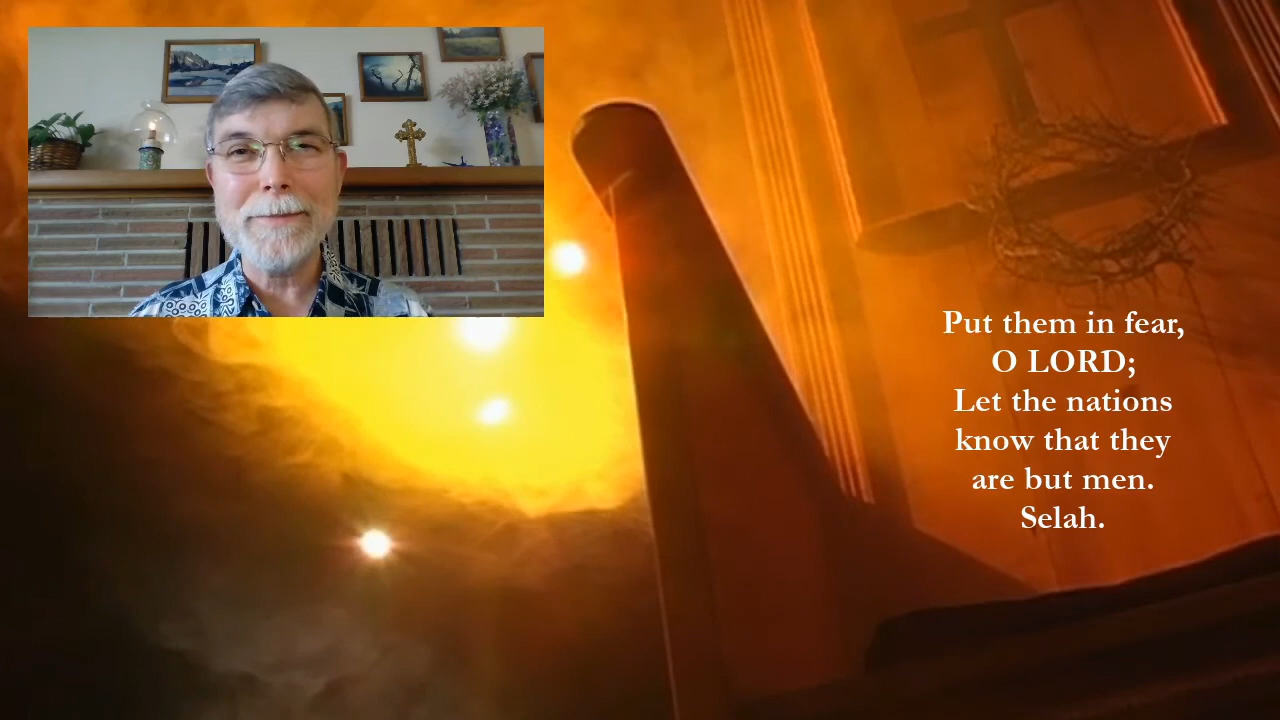 Put them in fear,
O LORD;
Let the nations
know that they
are but men.
Selah.